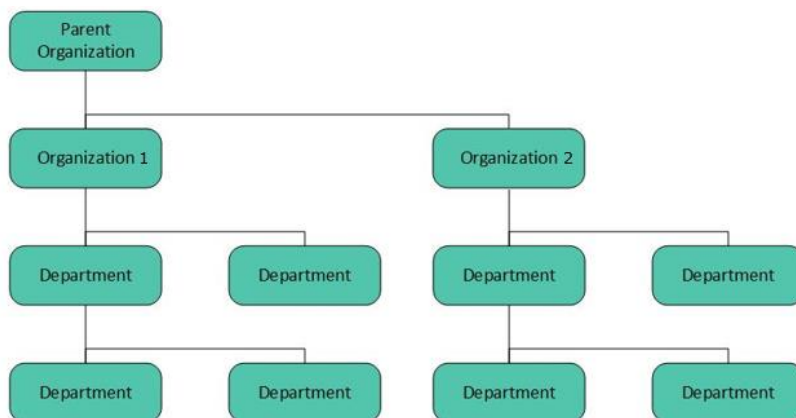 Parent
Organization
Organization 1
Organization 2
Department
Department
Department
Department
Department
Department
Department
Department